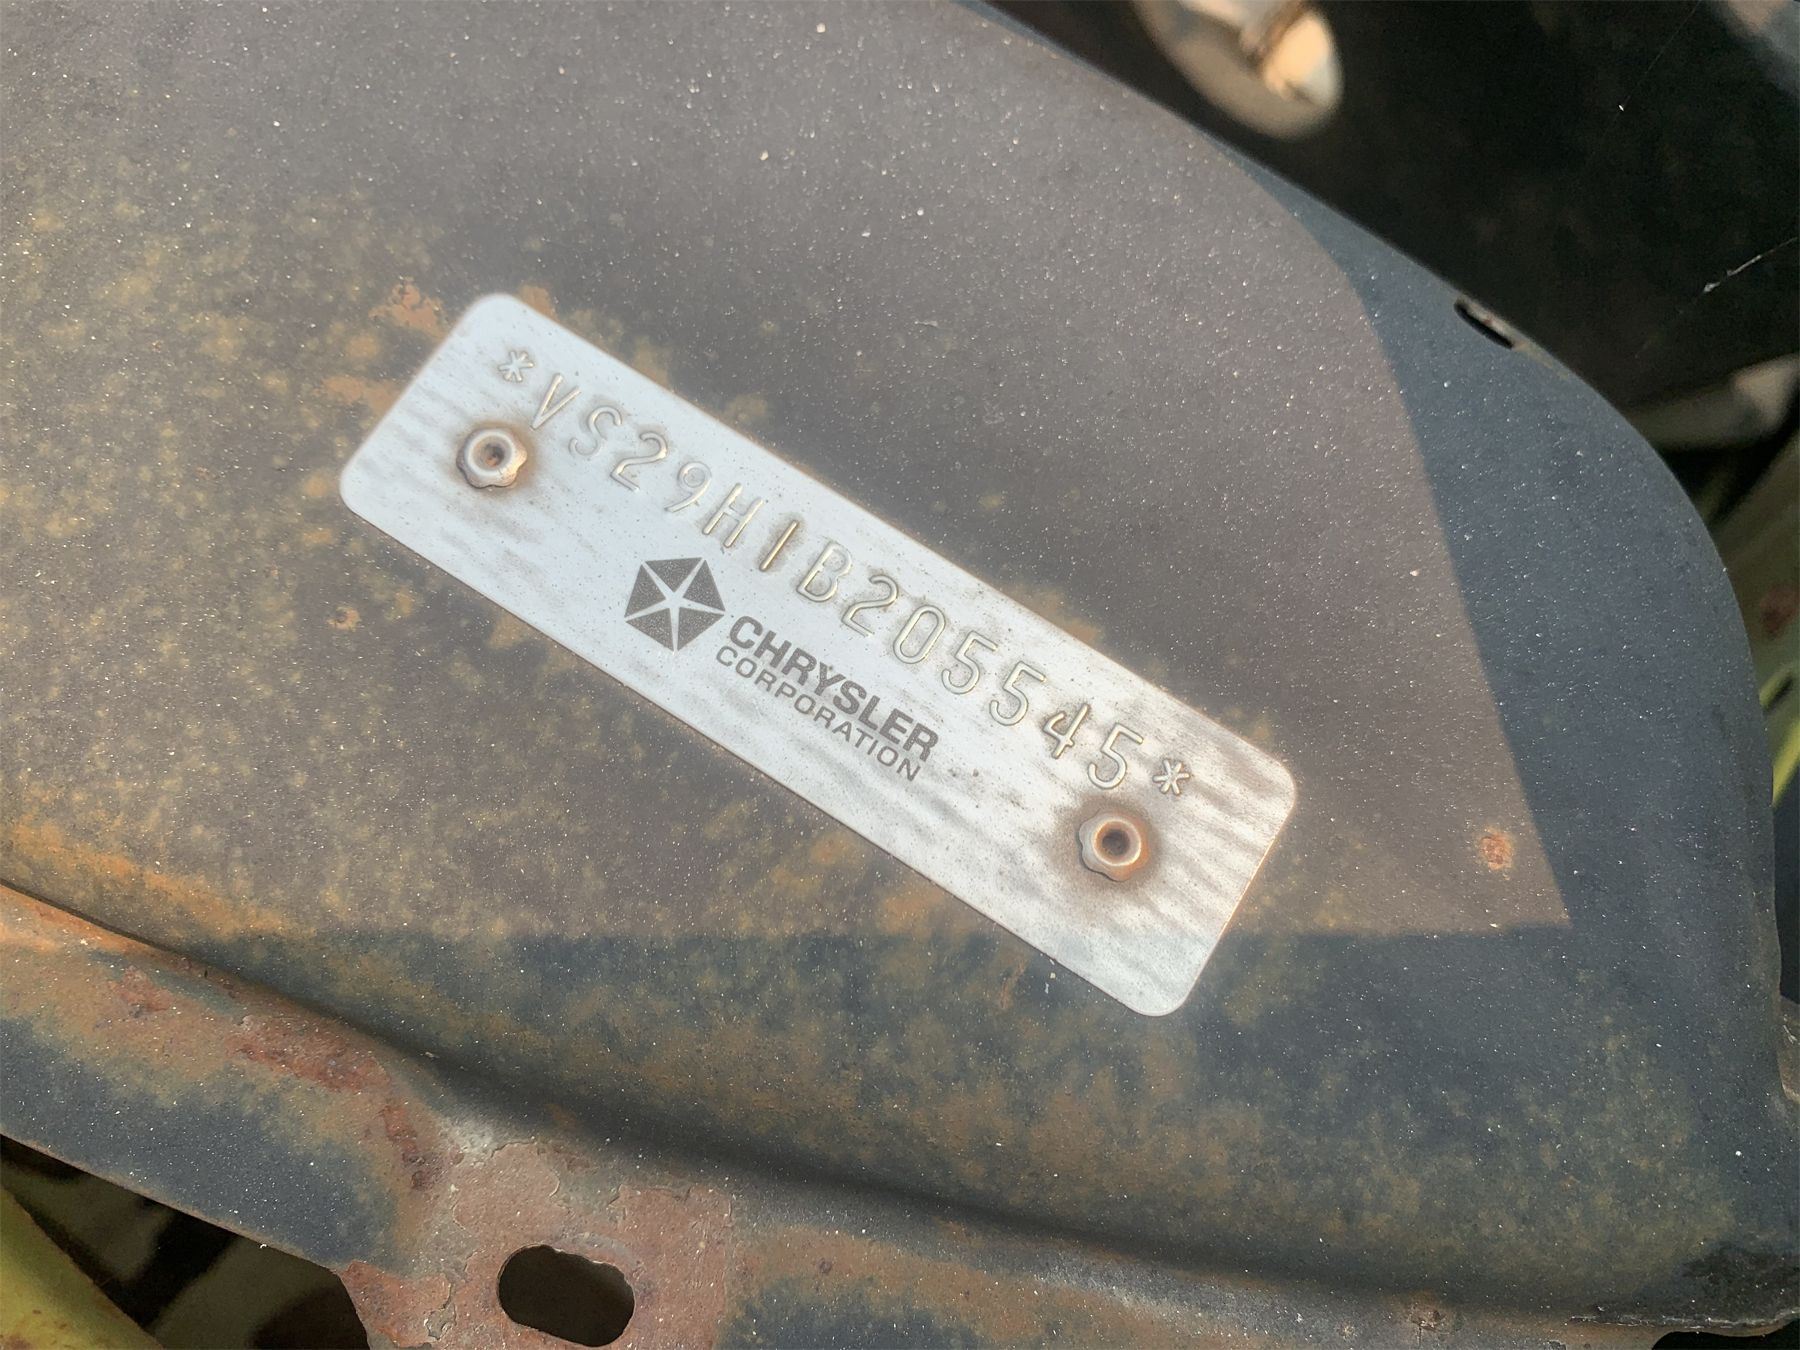 *VS29H1B205545*
CHRYSLER
CORPORATION